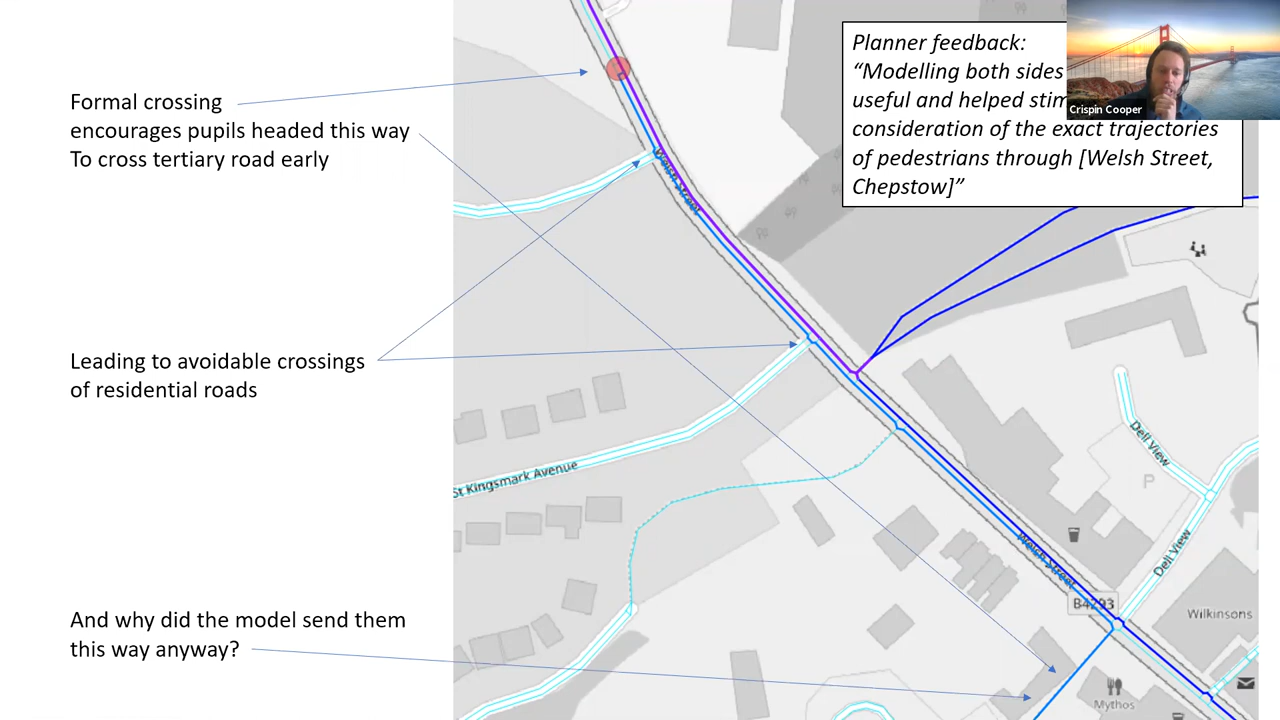 Formal crossing
encourages pupils headed this way
To cross tertiary road early
Leading to avoidable crossings
of residential roads
And why did the model send them
this way anyway?
Planner feedback:
“Modelling both sides
useful and helped stim
consideration of the exact trajectories
of pedestrians through [Welsh Street,
Chepstow]”
Crispin Cooper
Welsh Street
St Kingsmark Avenue
Dell View
P
Dell View
Welsh Street
B4293
Wilkinsons
Mythos